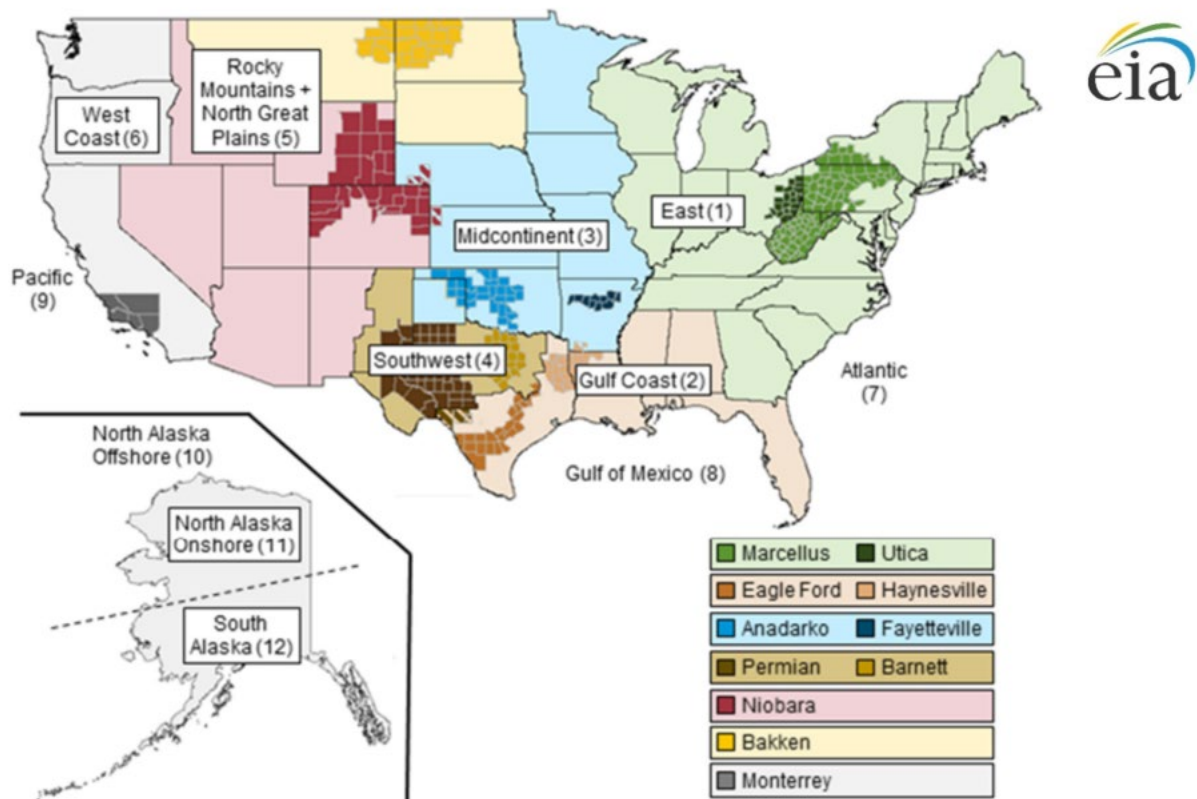 eia
Rocky
Mountains +
North Great
Plains (5)
West
Coast (6)
East (1)
Midcontinent (3)
Pacific
(9)
Southwest (4)
Gulf Coast (2)
Atlantic
(7)
North Alaska
Offshore (10)
Gulf of Mexico (8)
North Alaska
Onshore (11)
South
Alaska (12)
Marcellus Utica
Eagle Ford Haynesville
Anadarko Fayetteville
Permian Barnett
Niobara
Bakken
Monterrey